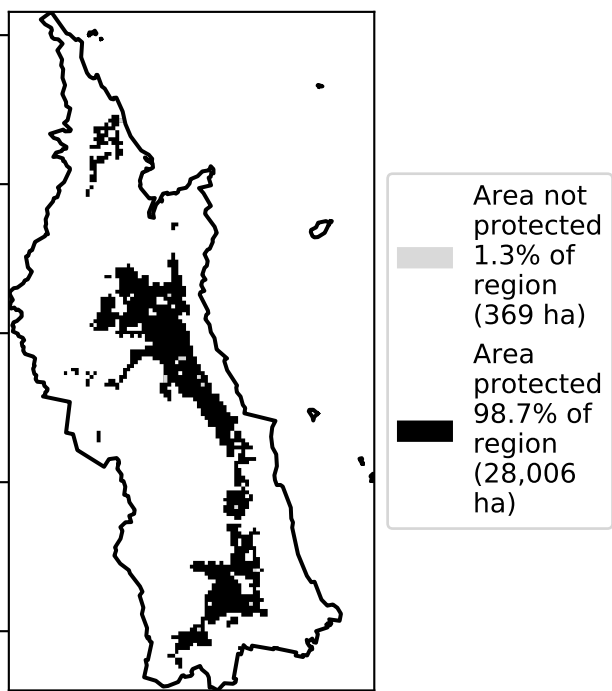 Area not
protected
1.3% of
region
(369 ha)
Area
protected
98.7% of
region
(28,006
ha)